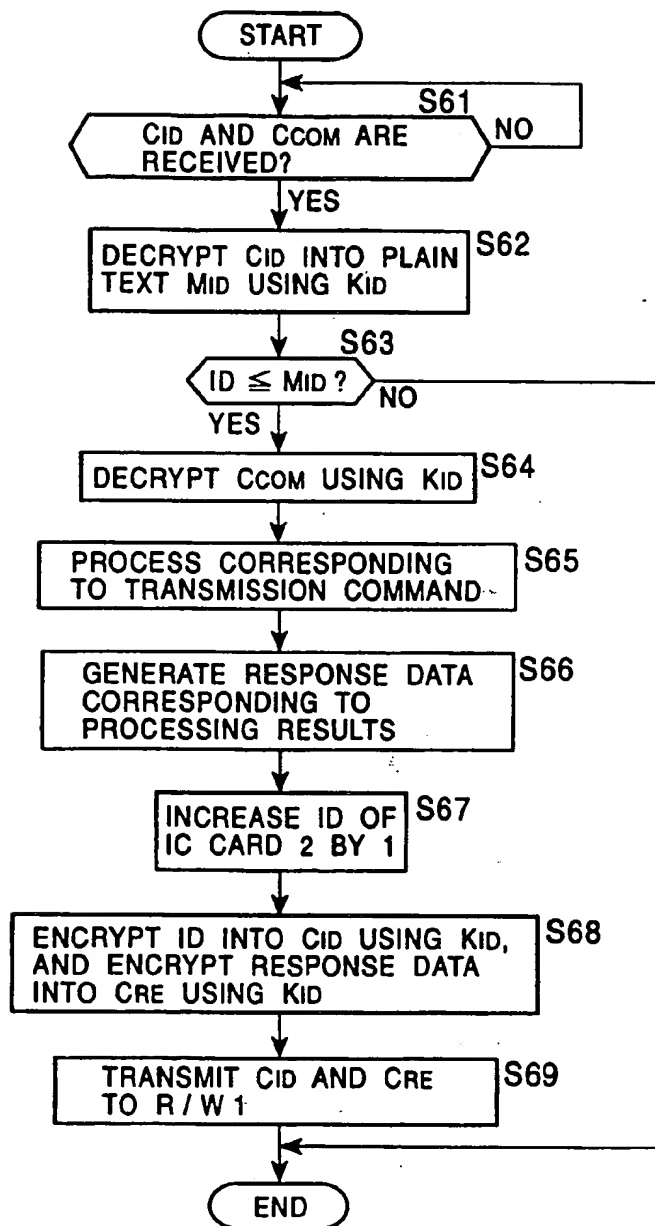 START
S61
CID AND CCOM ARE
RECEIVED?
NO
YES
DECRYPT CID INTO PLAIN
TEXT MID USING KID
S62
S63
ID ≦ MID?
NO
YES
DECRYPT CCOM USING KID
S64
PROCESS CORRESPONDING
TO TRANSMISSION COMMAND
S65
GENERATE RESPONSE DATA
CORRESPONDING TO
PROCESSING RESULTS
S66
INCREASE ID OF
IC CARD 2 BY 1
S67
ENCRYPT ID INTO CID USING KID,
AND ENCRYPT RESPONSE DATA
INTO CRE USING KID
S68
TRANSMIT CID AND CRE
TO R/W 1
S69
END